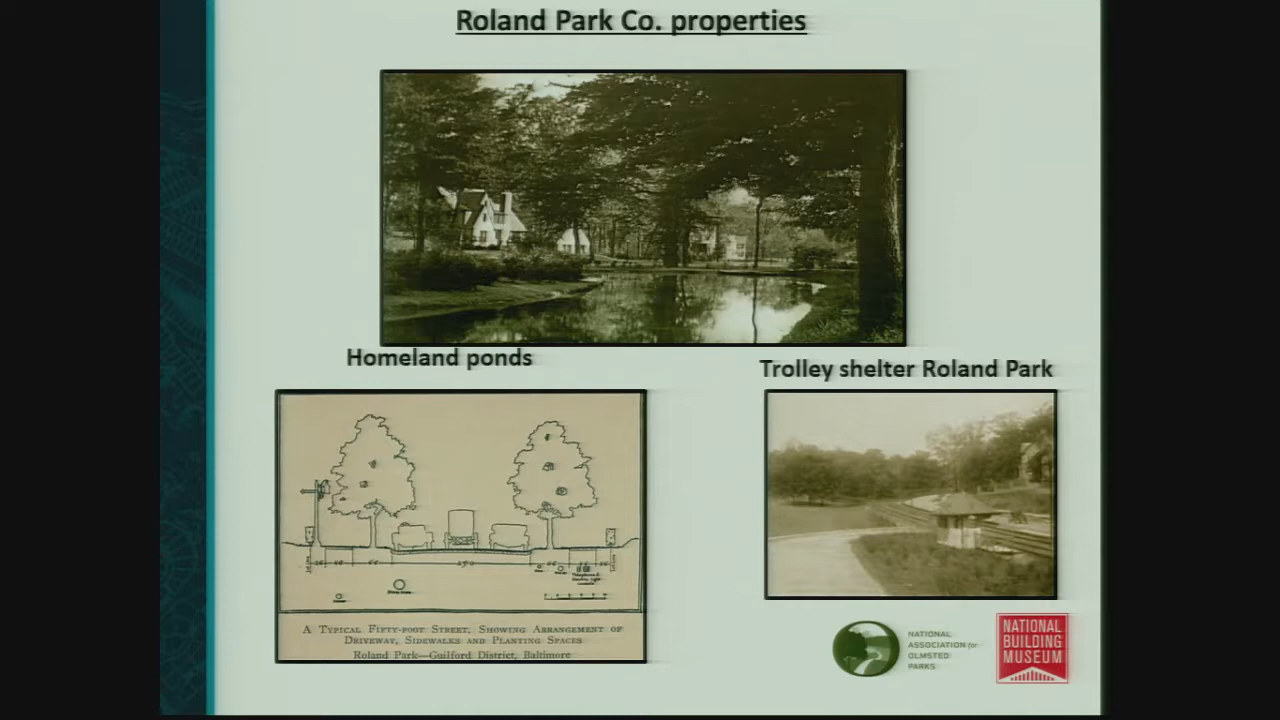 Roland Park Co. properties
Homeland ponds
Trolley shelter Roland Park
A Typical Fifty-foot Street, Showing Arrangement of
Driveway, Sidewalks and Planting Spaces
Roland Park—Guilford District, Baltimore
NATIONAL
ASSOCIATION for
OLMSTED
PARKS
NATIONAL
BUILDING
MUSEUM